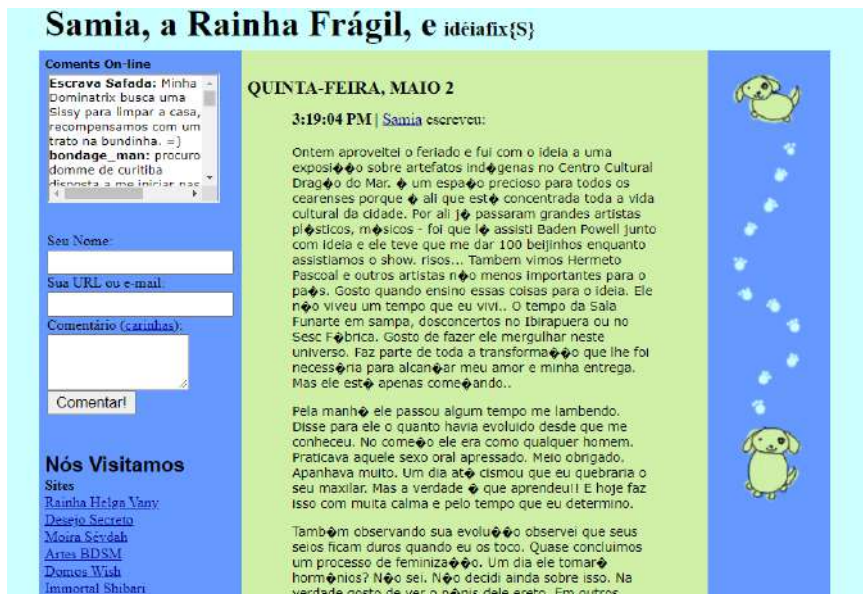 Samia, a Rainha Frágil, e idéiafix{S}
Coments On-line
Escrava Safada: Minha
Dominatrix busca uma
Sissy para limpar a casa,
recompensamos com um
trato na bundinha. =)
bondage_man: procuro
domme de curitiba
disposta a me iniciar nas
Seu Nome:
Sua URL ou e-mail:
Comentário (carinhas):
Comentar!
Nós Visitamos
Sites
Rainha Helga Vany
Desejo Secreto
Moira Sévdah
Artes BDSM
Domos Wish
Immortal Shibari
QUINTA-FEIRA, MAIO 2
3:19:04 PM | Samia escreveu:
Ontem aproveitei o feriado e fui com o ideia a uma
exposi��o sobre artefatos ind�genas no Centro Cultural
Drag�o do Mar. � um espa�o precioso para todos os
cearenses porque � ali que est� concentrada toda a vida
cultural da cidade. Por ali j� passaram grandes artistas
pl�sticos, m�sicos - foi que l� assisti Baden Powell junto
com ideia e ele teve que me dar 100 beijinhos enquanto
assistiamos o show. risos... Tambem vimos Hermeto
Pascoal e outros artistas n�o menos importantes para o
pa�s. Gosto quando ensino essas coisas para o ideia. Ele
n�o viveu um tempo que eu vivi.. O tempo da Sala
Funarte em sampa, dosconcertos no Ibirapuera ou no
Sesc F�brica. Gosto de fazer ele mergulhar neste
universo. Faz parte de toda a transforma��o que lhe foi
necess�ria para alcan�ar meu amor e minha entrega.
Mas ele est� apenas come�ando..
Pela manh� ele passou algum tempo me lambendo.
Disse para ele o quanto havia evoluido desde que me
conheceu. No come�o ele era como qualquer homem.
Praticava aquele sexo oral apressado. Meio obrigado.
Apanhava muito. Um dia at� cismou que eu quebraria o
seu maxilar. Mas a verdade � que aprendeu!! E hoje faz
isso com muita calma e pelo tempo que eu determino.
Tamb�m observando sua evolu��o observei que seus
seios ficam duros quando eu os toco. Quase concluimos
um processo de feminiza��o. Um dia ele tomar�
horm�nios? N�o sei. N�o decidi ainda sobre isso. Na
verdade gosto de ver o p�nis dele ereto. Em outros